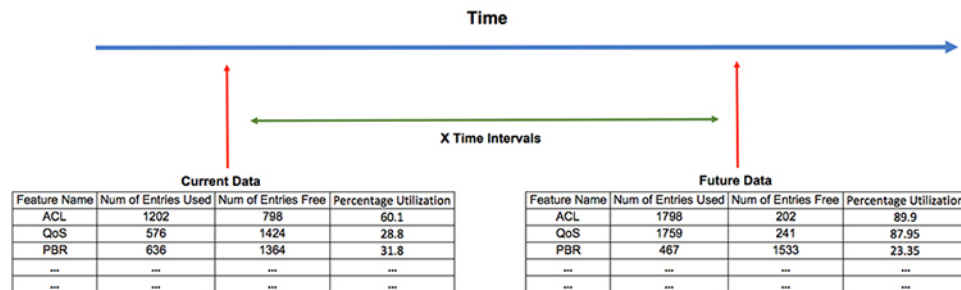 Time
X Time Intervals
Current Data
Feature Name Num of Entries Used Num of Entries Free Percentage Utilization
ACL 1202 798 60.1
QoS 576 1424 28.8
PBR 636 1364 31.8
... ... ... ...
... ... ... ...
Future Data
Feature Name Num of Entries Used Num of Entries Free Percentage Utilization
ACL 1798 202 89.9
QoS 1759 241 87.95
PBR 467 1533 23.35
... ... ... ...
... ... ... ...